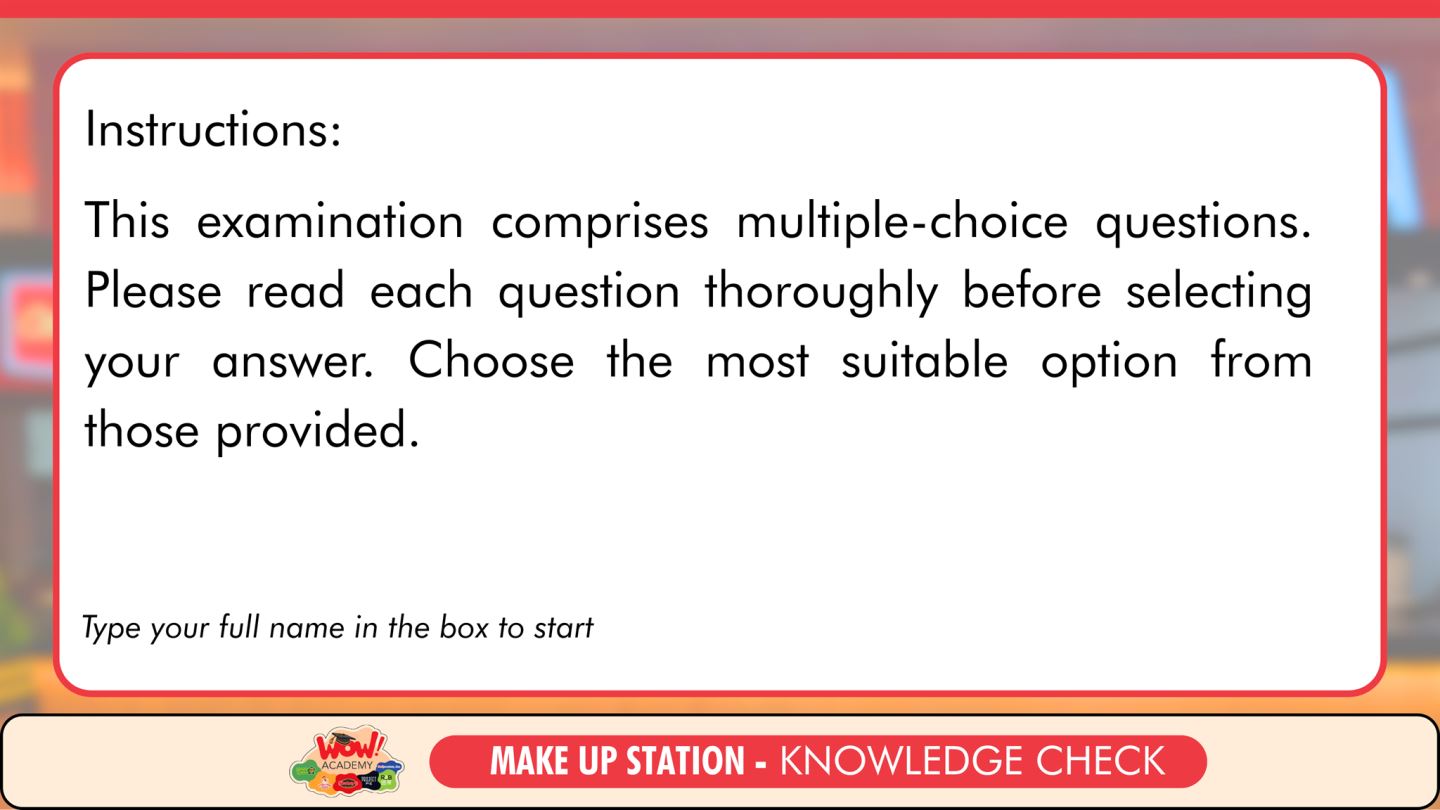 Instructions:
This examination comprises multiple-choice questions.
Please read each question thoroughly before selecting
your answer. Choose the most suitable option from
those provided.
Type your full name in the box to start
WOW!
ACADEMY
MAKE UP STATION - KNOWLEDGE CHECK